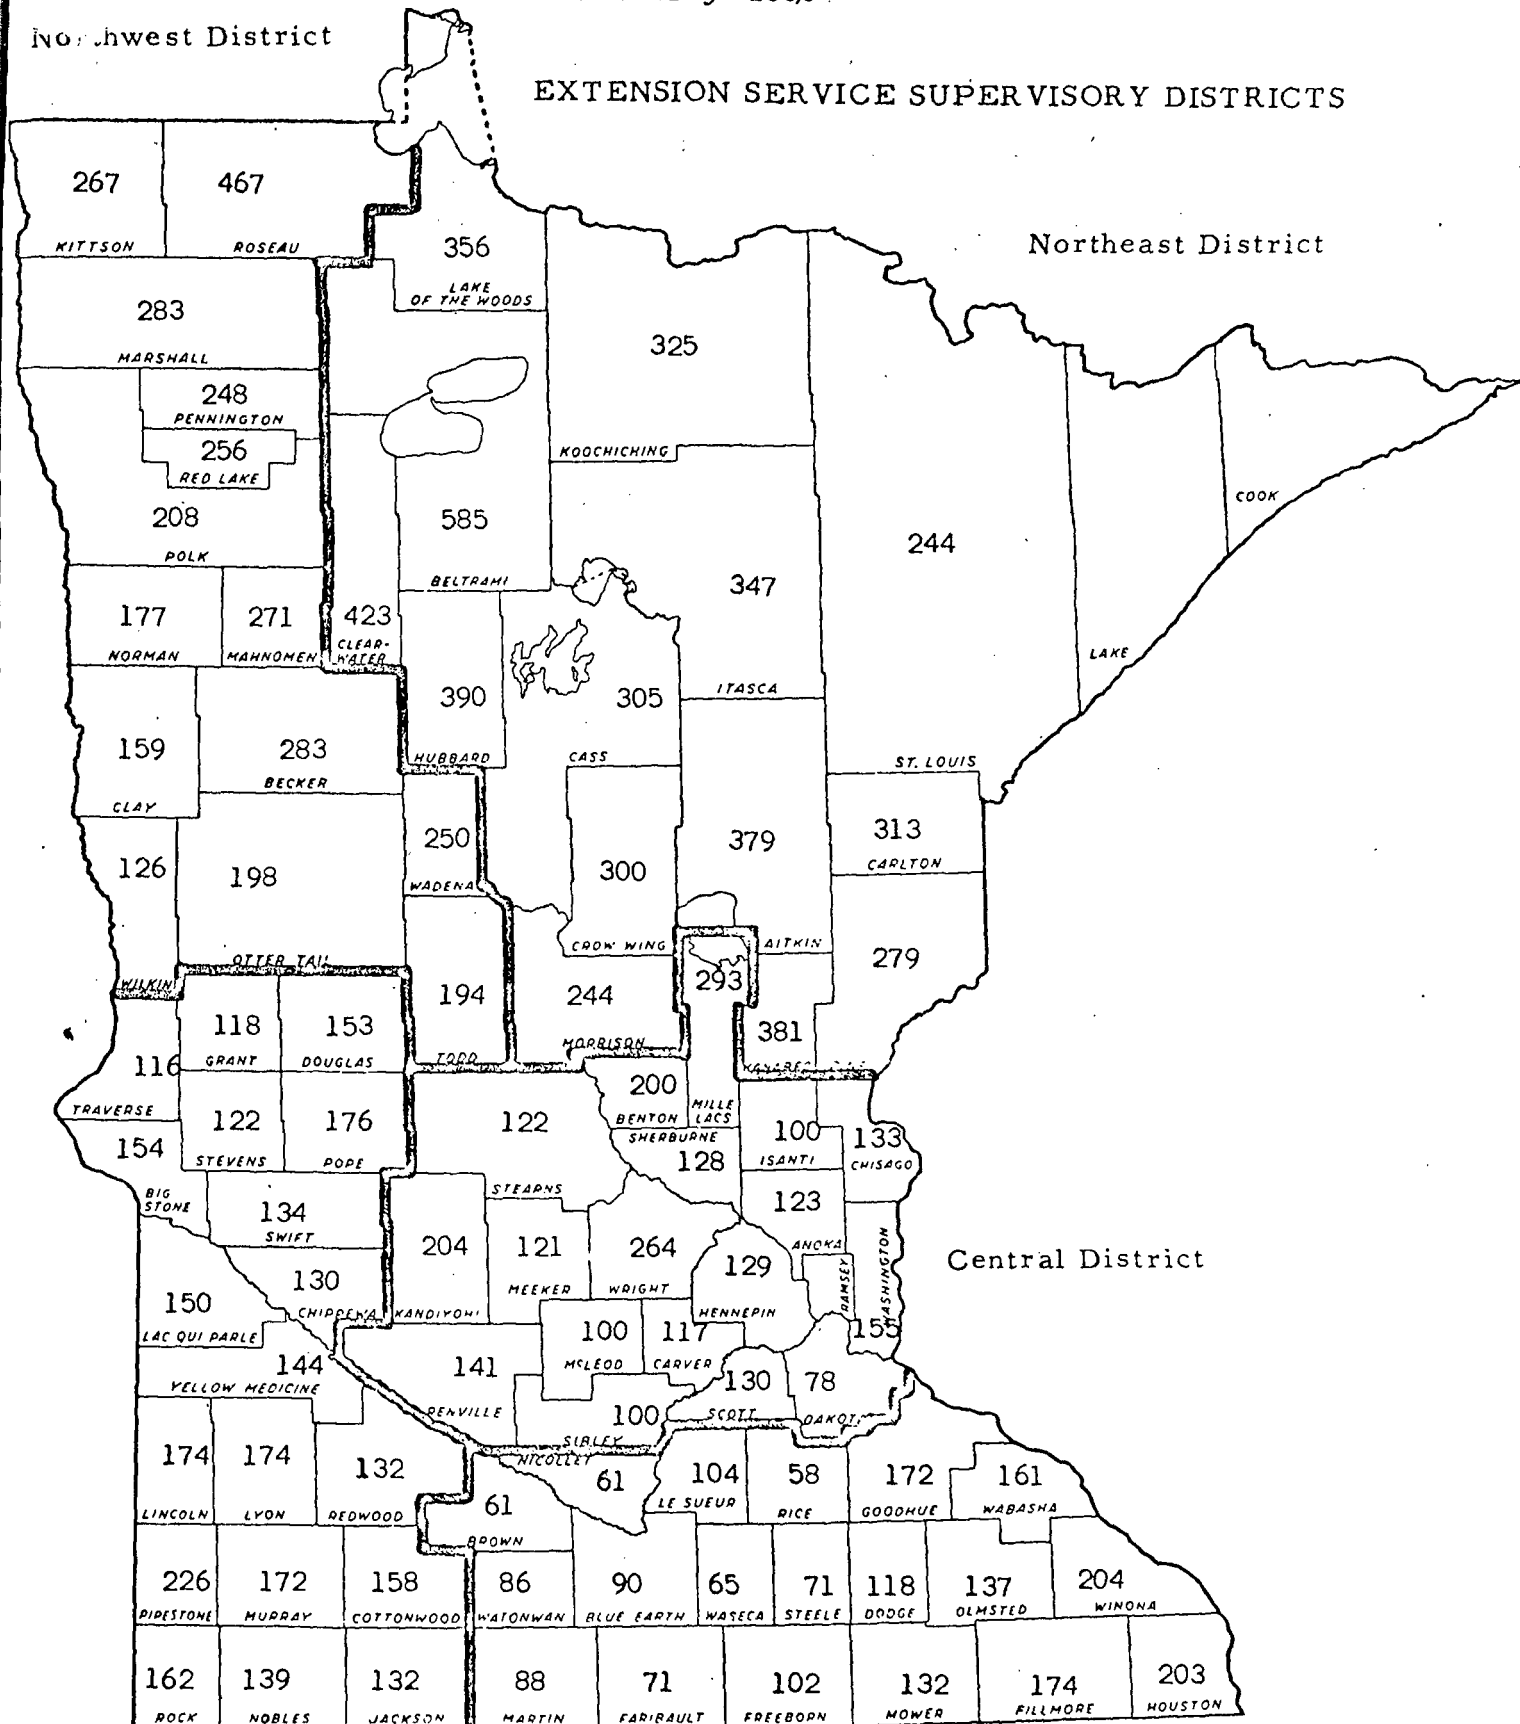 Northwest District
EXTENSION SERVICE SUPERVISORY DISTRICTS
Northeast District
267
467
KITTSON
ROSEAU
356
LAKE
OF THE WOODS
283
MARSHALL
325
KOOCHICHING
248
PENNINGTON
256
RED LAKE
208
POLK
585
BELTRAMI
244
ST. LOUIS
COOK
LAKE
347
ITASCA
177
NORMAN
271
MAHNOMEN
423
CLEAR-
WATER
390
HUBBARD
305
CASS
159
CLAY
283
BECKER
126
WILKIN
198
OTTER TAIL
250
WADENA
300
CROW WING
379
AITKIN
313
CARLTON
279
118
GRANT
153
DOUGLAS
194
TODD
244
MORRISON
293
MILLE
LACS
381
KANABEC
116
TRAVERSE
122
STEVENS
176
POPE
122
STEARNS
200
BENTON
SHERBURNE
128
100
ISANTI
133
CHISAGO
154
BIG
STONE
134
SWIFT
204
KANDIYOHI
121
MEEKER
264
WRIGHT
123
ANOKA
129
HENNEPIN
RAMSEY
WASHINGTON
155
Central District
150
LAC QUI PARLE
130
CHIPPEWA
144
YELLOW MEDICINE
141
RENVILLE
100
McLEOD
117
CARVER
130
SCOTT
78
DAKOTA
100
SIBLEY
174
LINCOLN
174
LYON
132
REDWOOD
61
BROWN
NICOLLET
61
104
LE SUEUR
58
RICE
172
GOODHUE
161
WABASHA
226
PIPESTONE
172
MURRAY
158
COTTONWOOD
86
WATONWAN
90
BLUE EARTH
65
WASECA
71
STEELE
118
DODGE
137
OLMSTED
204
WINONA
162
ROCK
139
NOBLES
132
JACKSON
88
MARTIN
71
FARIBAULT
102
FREEBORN
132
MOWER
174
FILLMORE
203
HOUSTON